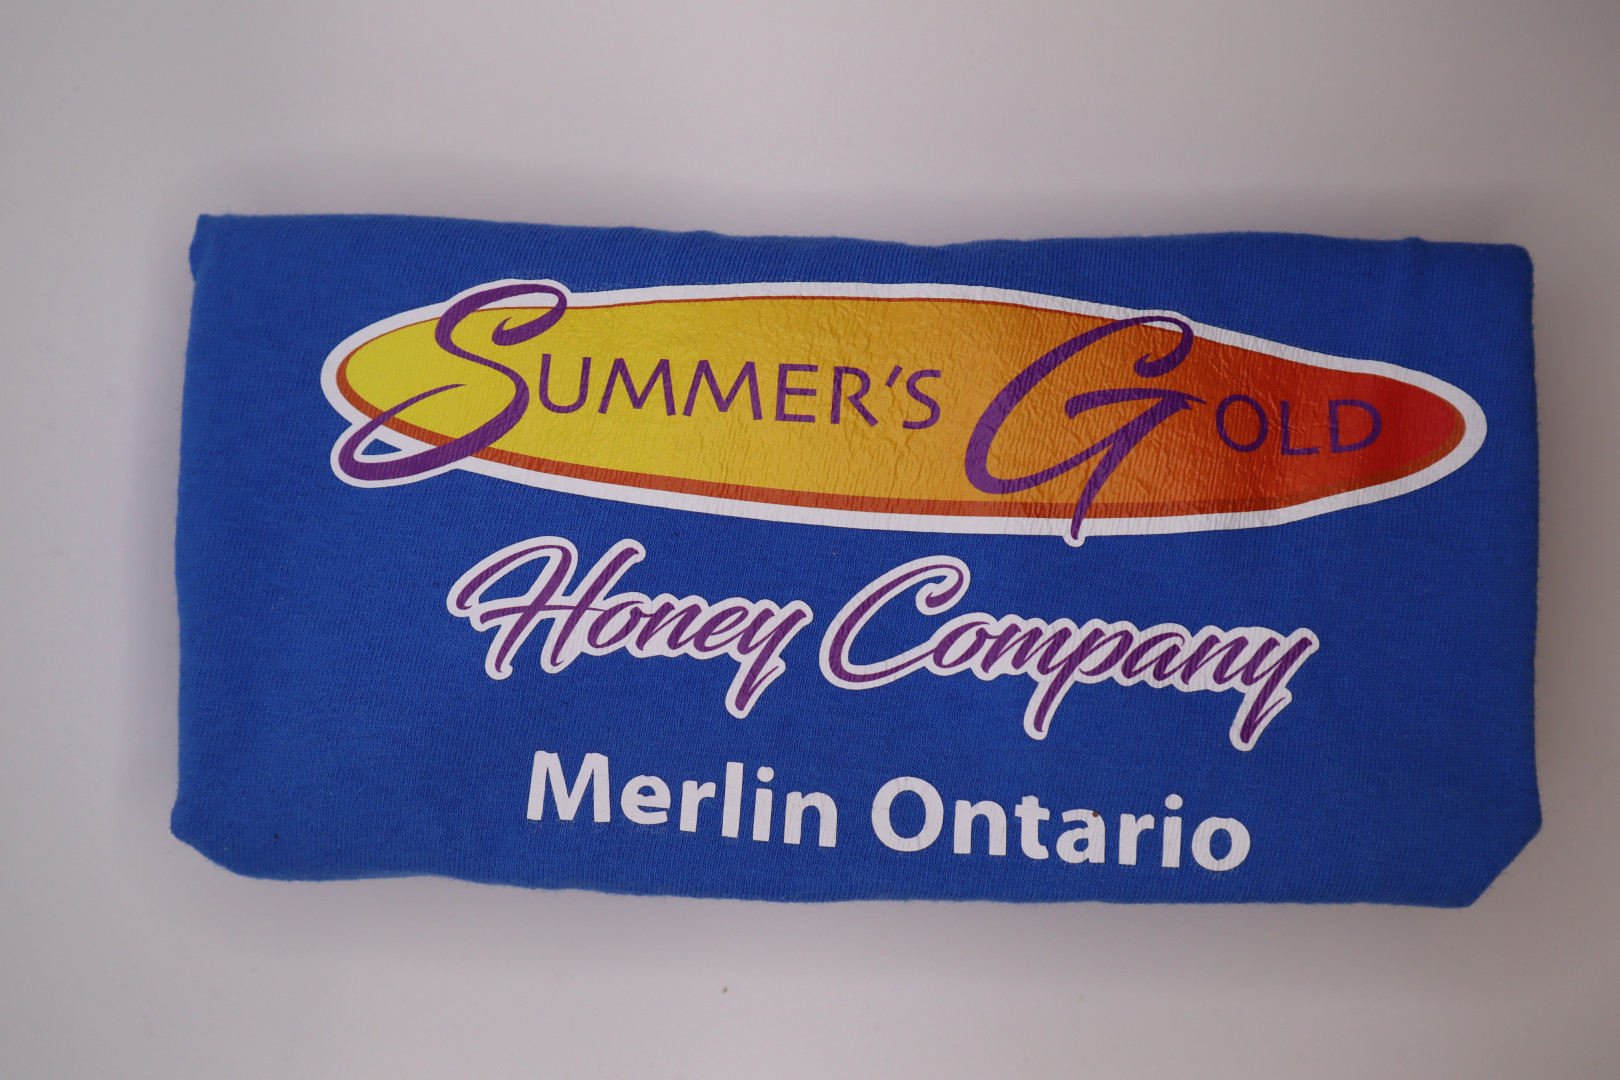 SUMMER'S GOLD
Honey Company
Merlin Ontario